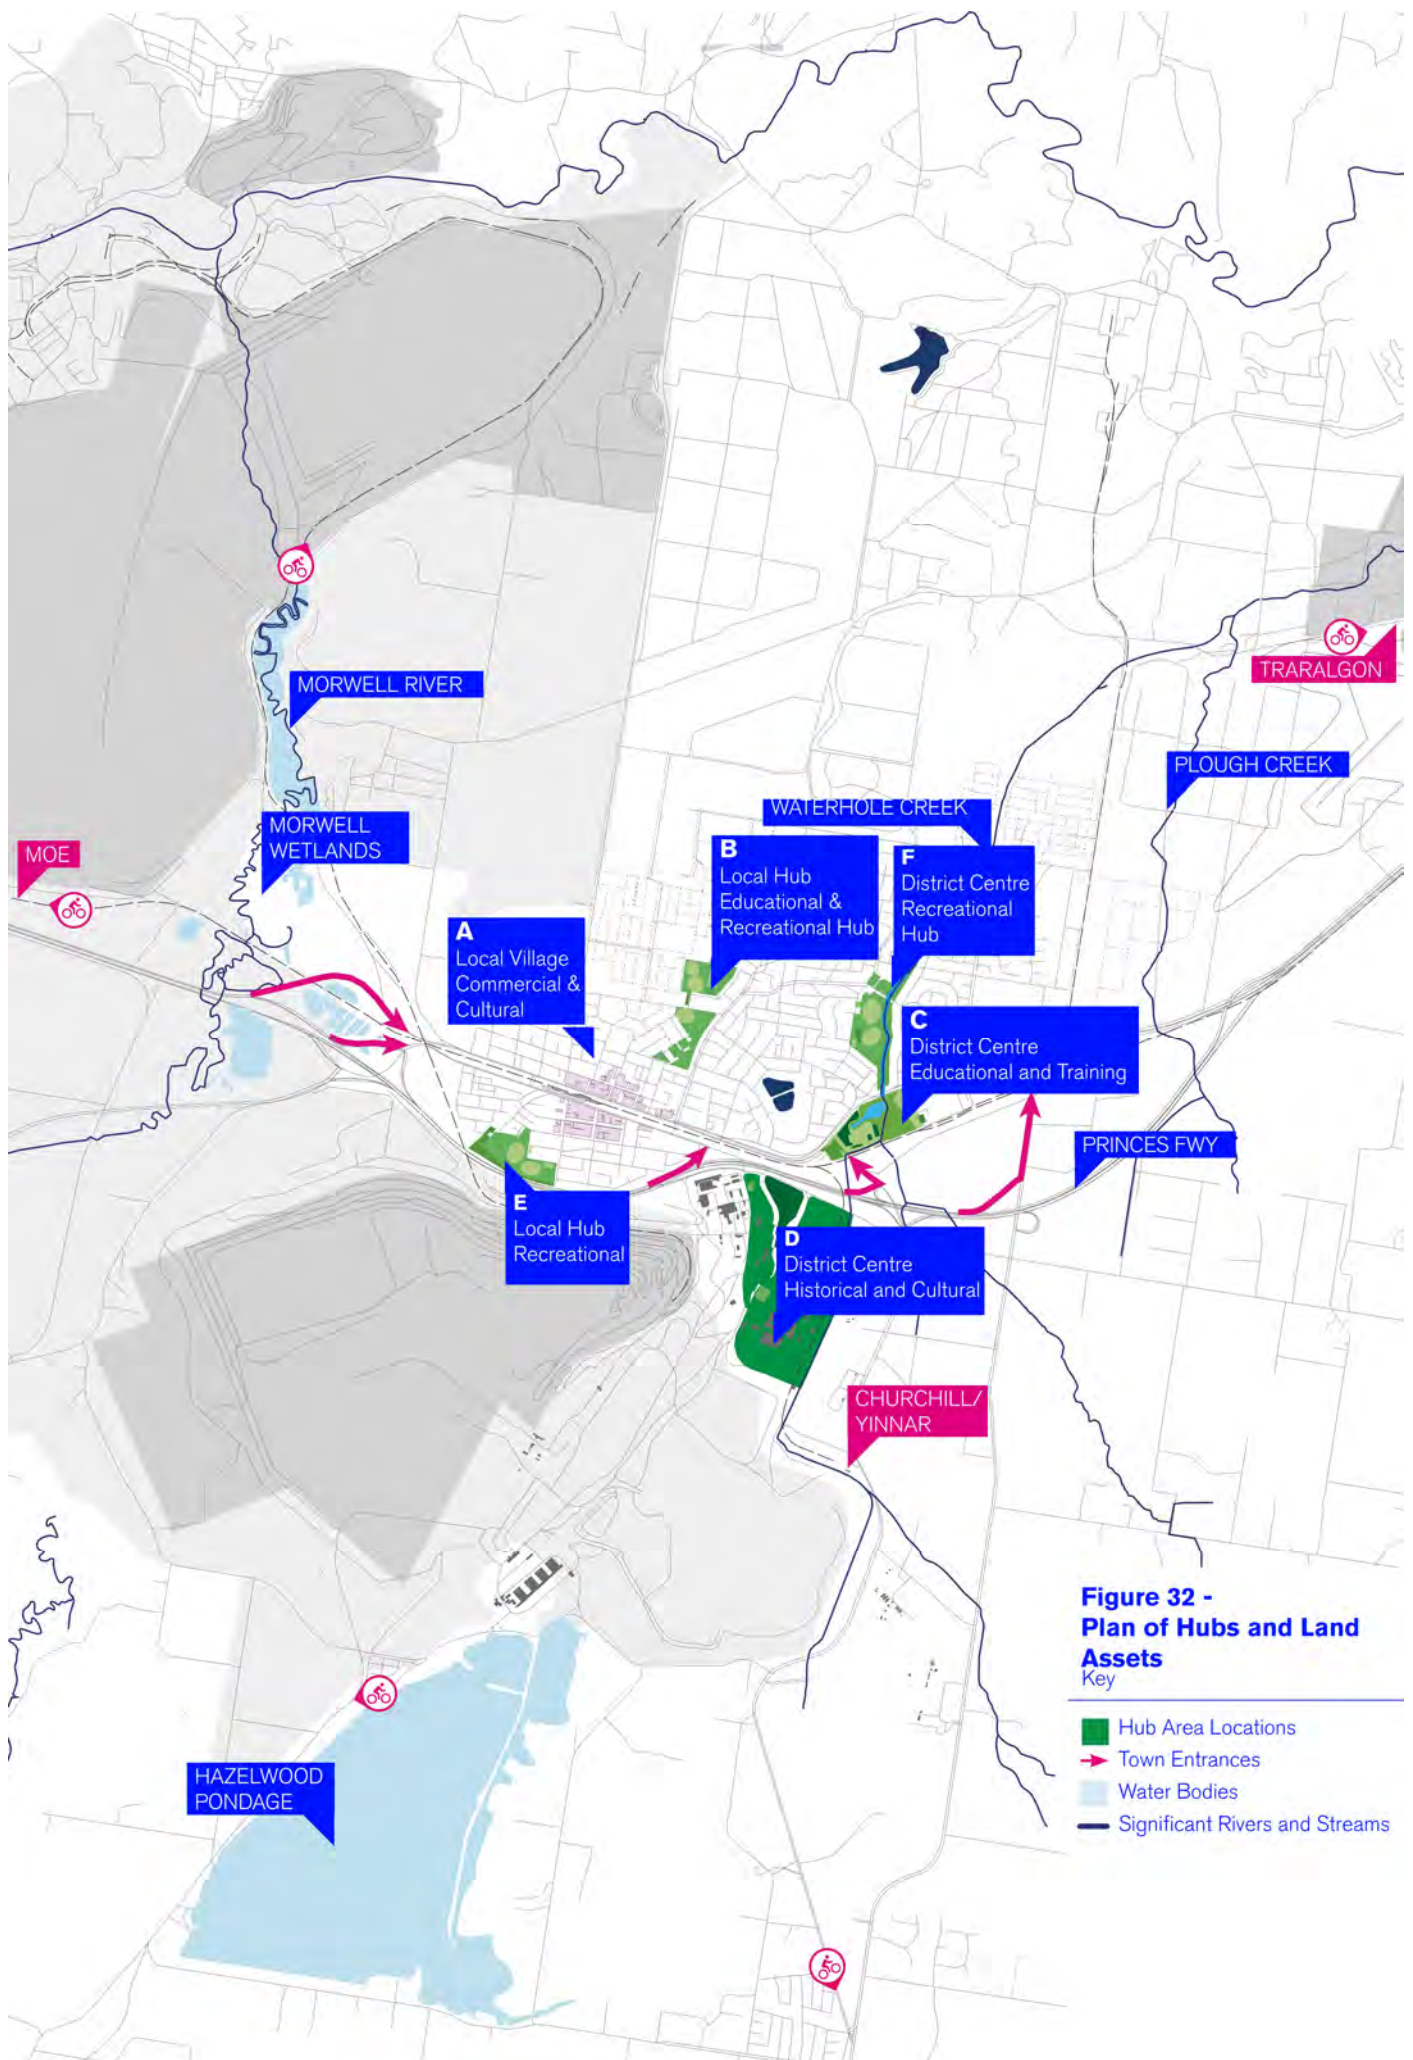 TRARALGON
MORWELL RIVER
PLOUGH CREEK
WATERHOLE CREEK
MORWELL
WETLANDS
MOE
B
Local Hub
Educational &
Recreational Hub
F
District Centre
Recreational
Hub
A
Local Village
Commercial &
Cultural
C
District Centre
Educational and Training
PRINCES FWY
E
Local Hub
Recreational
D
District Centre
Historical and Cultural
CHURCHILL/
YINNAR
HAZELWOOD
PONDAGE
Figure 32 -
Plan of Hubs and Land
Assets
Key
Hub Area Locations
Town Entrances
Water Bodies
Significant Rivers and Streams